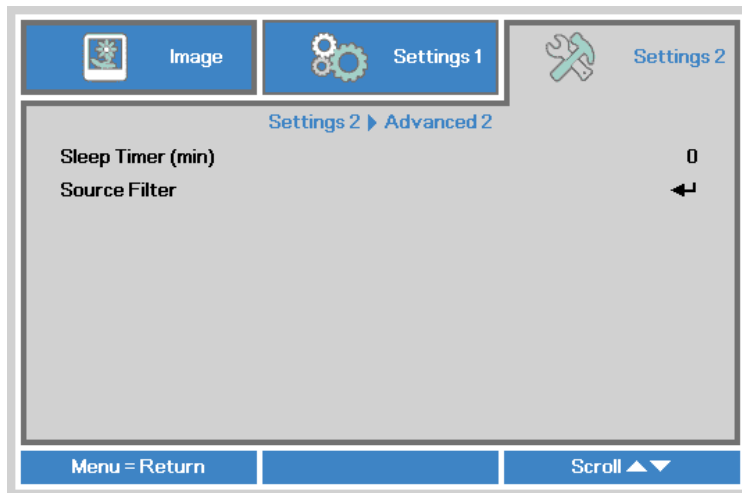 Image
Settings 1
Settings 2
Settings 2 ▶ Advanced 2
Sleep Timer (min) 0
Source Filter
Menu = Return
Scroll ▲▼